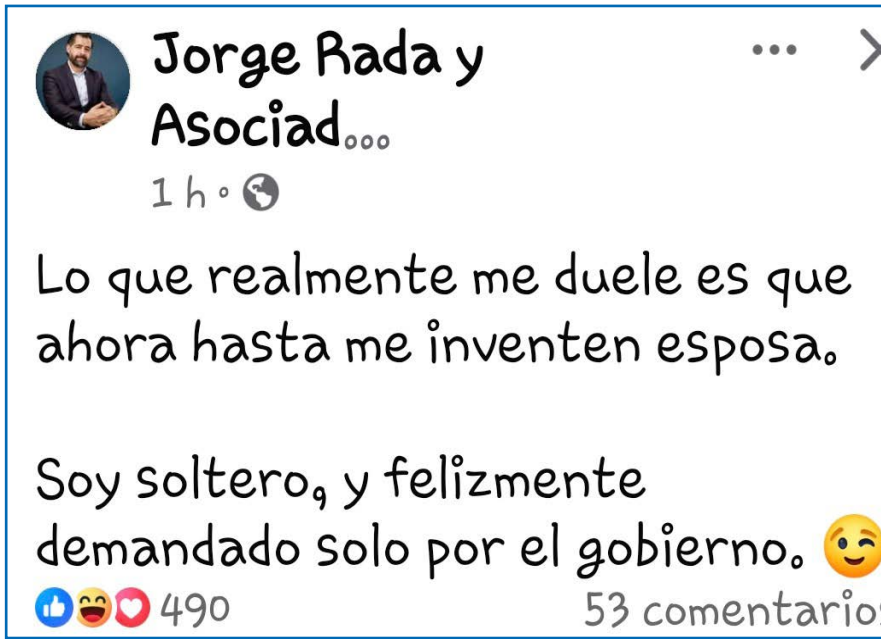 Jorge Rada y
Asociad...
1 h
Lo que realmente me duele es que
ahora hasta me inventen esposa.
Soy soltero, y felizmente
demandado solo por el gobierno. 😉
490
53 comentarios